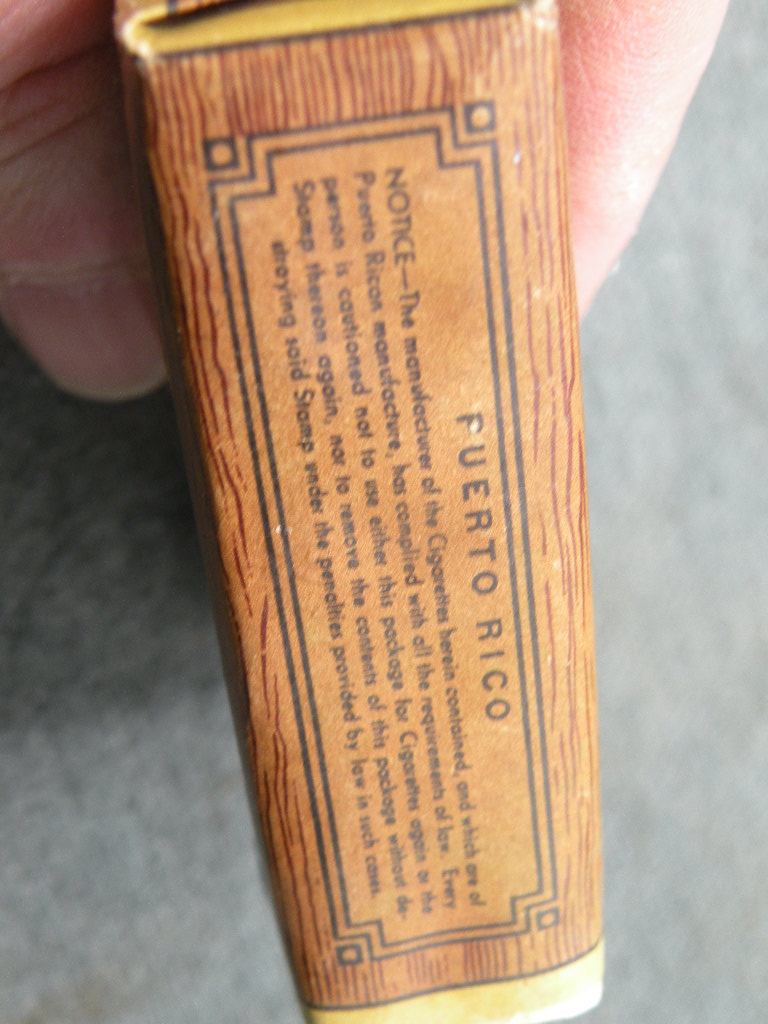 PUERTO RICO
NOTICE—The manufacturer of the Cigarettes herein contained, and which are of
Puerto Rican manufacture, has complied with all the requirements of law. Every
person is cautioned not to use either this package for Cigarettes again or the
Stamp thereon again, nor to remove the contents of this package without de-
stroying said Stamp under the penalties provided by law in such cases.